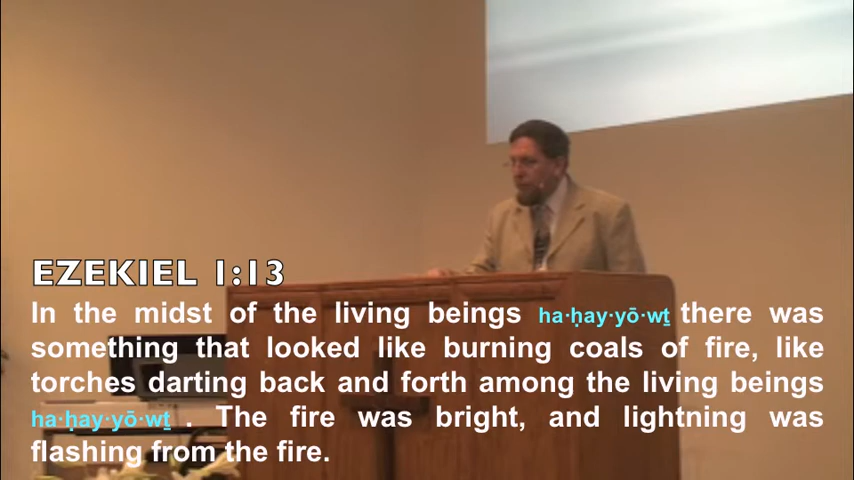 EZEKIEL 1:13
In the midst of the living beings ha·ḥay·yō·wṯ there was
something that looked like burning coals of fire, like
torches darting back and forth among the living beings
ha·ḥay·yō·wṯ . The fire was bright, and lightning was
flashing from the fire.